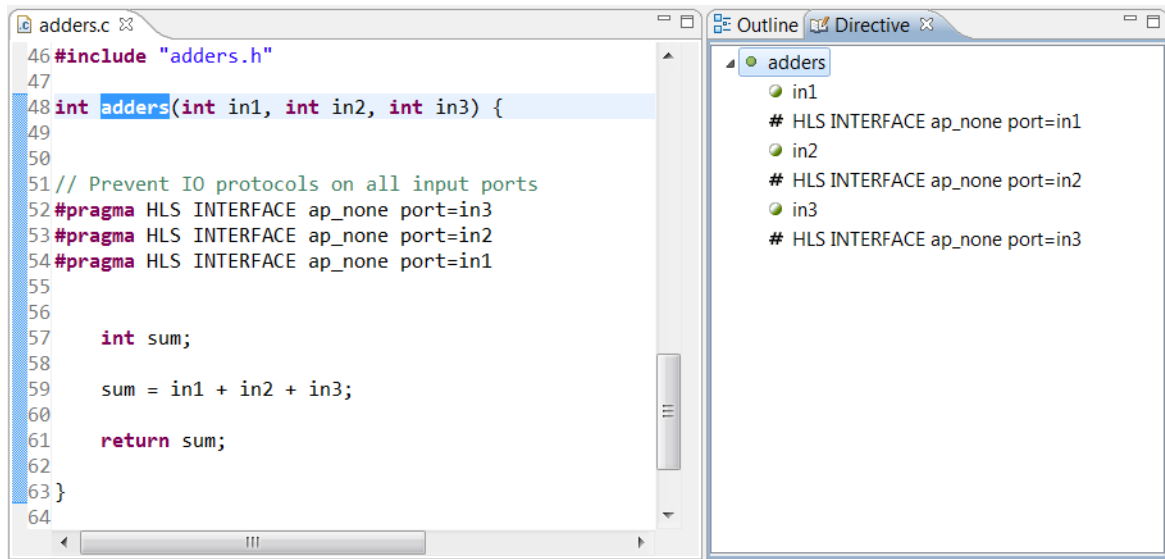 adders.c
46 #include "adders.h"
47
48 int adders(int in1, int in2, int in3) {
49
50
51 // Prevent IO protocols on all input ports
52 #pragma HLS INTERFACE ap_none port=in3
53 #pragma HLS INTERFACE ap_none port=in2
54 #pragma HLS INTERFACE ap_none port=in1
55
56
57     int sum;
58
59     sum = in1 + in2 + in3;
60
61     return sum;
62
63 }
64
Outline Directive
adders
in1
# HLS INTERFACE ap_none port=in1
in2
# HLS INTERFACE ap_none port=in2
in3
# HLS INTERFACE ap_none port=in3